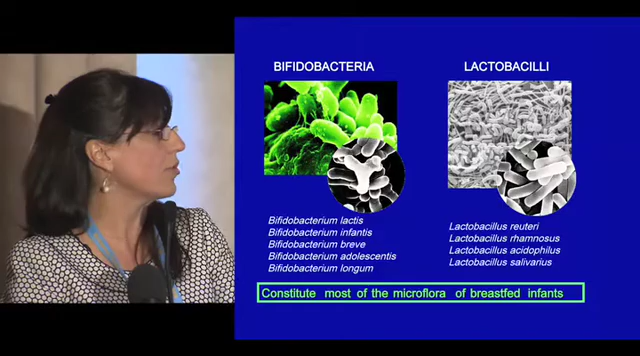 BIFIDOBACTERIA
LACTOBACILLI
Bifidobacterium lactis
Bifidobacterium infantis
Bifidobacterium breve
Bifidobacterium adolescentis
Bifidobacterium longum
Lactobacillus reuteri
Lactobacillus rhamnosus
Lactobacillus acidophilus
Lactobacillus salivarius
Constitute most of the microflora of breastfed infants